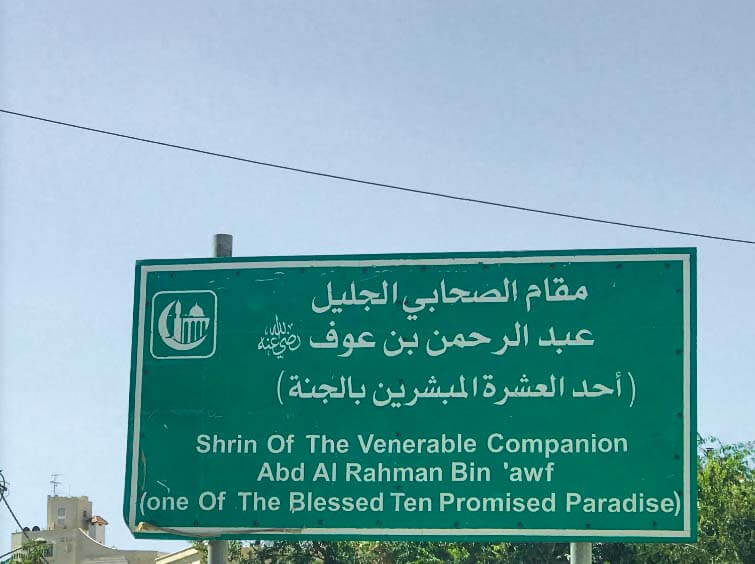 مقام الصحابي الجليل
عبد الرحمن بن عوف رضي الله عنه
(أحد العشرة المبشرين بالجنة)
Shrin Of The Venerable Companion
Abd Al Rahman Bin 'awf
(one Of The Blessed Ten Promised Paradise)